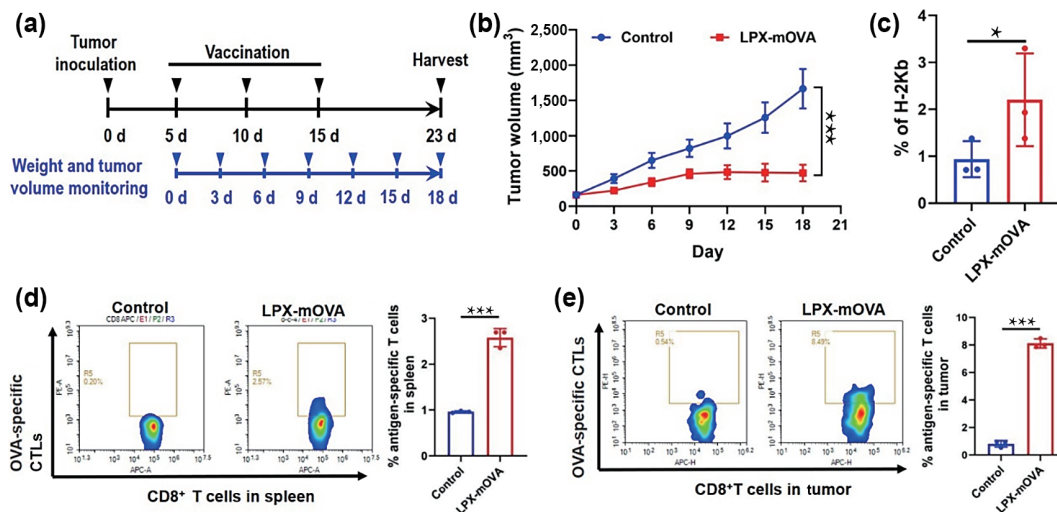 (a)
Tumor
inoculation
Vaccination
Harvest
0 d 5d 10 d 15 d 23 d
Weight and tumor
volume monitoring
0 d 3 d 6 d 9 d 12 d 15 d 18 d
(b)
Control LPX-mOVA
Tumor wolume (mm3)
2,500
2,000
1,500
1,000
500
0
0 3 6 9 12 15 18 21
Day
***
(c)
% of H-2Kb
4
3
2
1
0
*
Control
LPX-mOVA
(d)
Control
CD8 APC / E1 / P2 / R3
LPX-mOVA
OVA-specific
CTLs
PE-A
R5
0.20%
APC-A
PE-A
R5
2.57%
APC-A
CD8+ T cells in spleen
% antigen-specific T cells
in spleen
3
2
1
0
***
Control
LPX-mOVA
(e)
Control
LPX-mOVA
OVA-specific CTLs
PE-H
R5
0.54%
APC-H
PE-H
R5
8.49%
APC-H
CD8+T cells in tumor
% antigen-specific T cells
in tumor
10
8
6
4
2
0
***
Control
LPX-mOVA